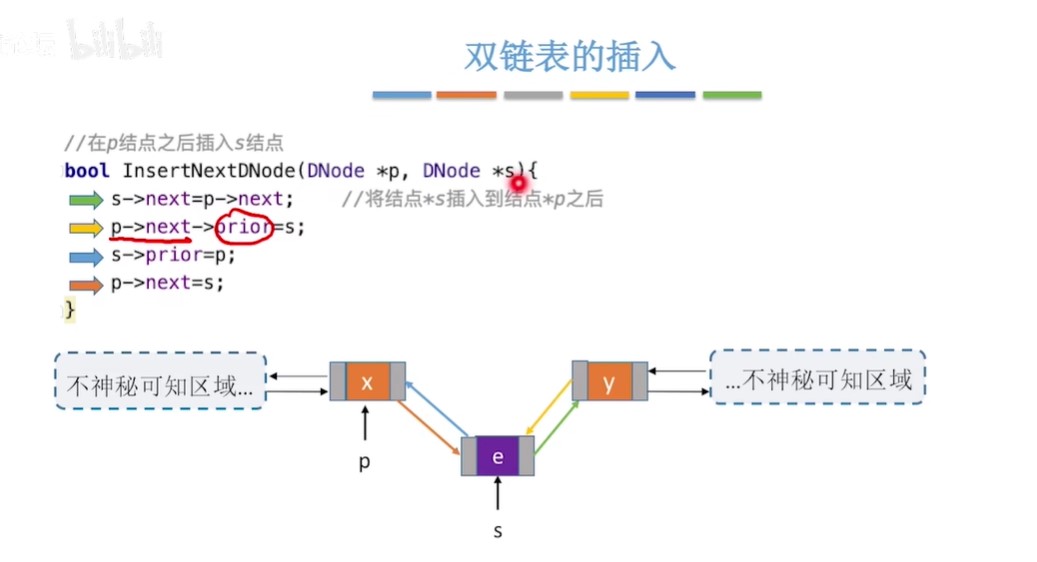 bilibili
双链表的插入
//在p结点之后插入s结点
bool InsertNextDNode(DNode *p, DNode *s){
s->next=p->next; //将结点*s插入到结点*p之后
p->next->prior=s;
s->prior=p;
p->next=s;
}
不神秘可知区域... x y ...不神秘可知区域
p e
s